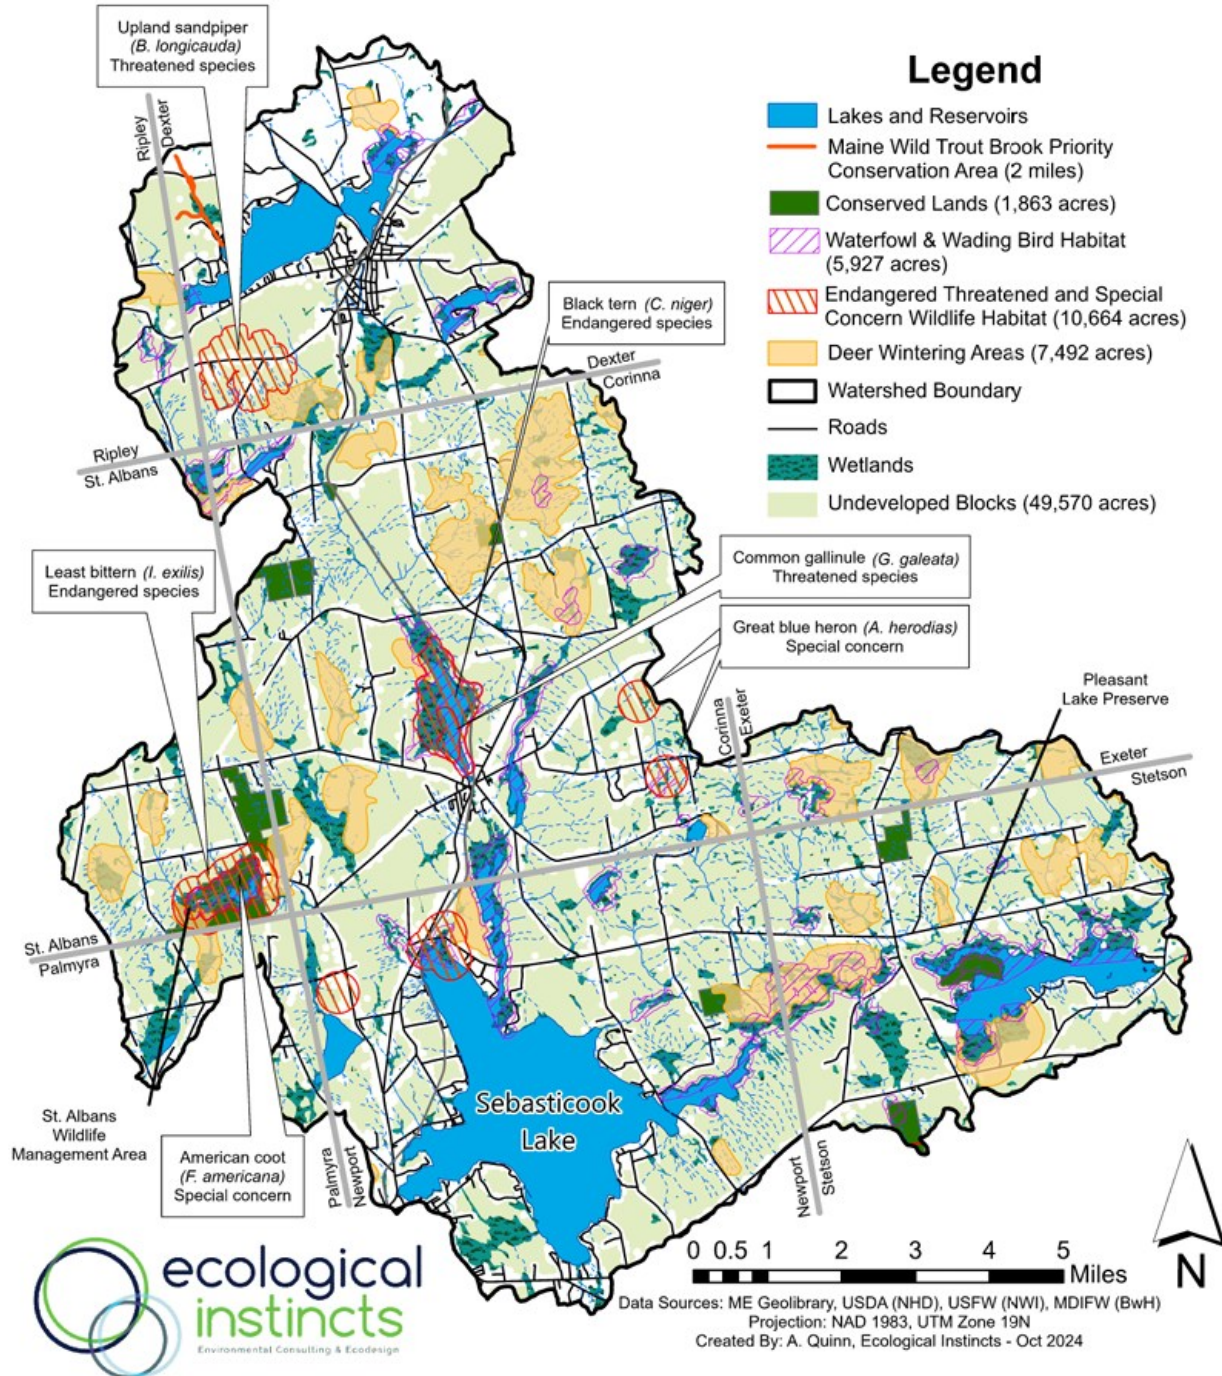 Upland sandpiper
(B. longicauda)
Threatened species
Ripley
Dexter
Legend
Lakes and Reservoirs
Maine Wild Trout Brook Priority
Conservation Area (2 miles)
Conserved Lands (1,863 acres)
Waterfowl & Wading Bird Habitat
(5,927 acres)
Endangered Threatened and Special
Concern Wildlife Habitat (10,664 acres)
Deer Wintering Areas (7,492 acres)
Watershed Boundary
Roads
Wetlands
Undeveloped Blocks (49,570 acres)
Black tern (C. niger)
Endangered species
Dexter
Corinna
Ripley
St. Albans
Least bittern (I. exilis)
Endangered species
Common gallinule (G. galeata)
Threatened species
Great blue heron (A. herodias)
Special concern
Pleasant
Lake Preserve
Corinna
Exeter
Exeter
Stetson
St. Albans
Palmyra
Sebasticook
Lake
St. Albans
Wildlife
Management Area
American coot
(F. americana)
Special concern
Palmyra
Newport
Newport
Stetson
N
0 0.5 1 2 3 4 5
Miles
Data Sources: ME Geolibrary, USDA (NHD), USFW (NWI), MDIFW (BwH)
Projection: NAD 1983, UTM Zone 19N
Created By: A. Quinn, Ecological Instincts - Oct 2024
ecological
instincts
Environmental Consulting & Ecodesign